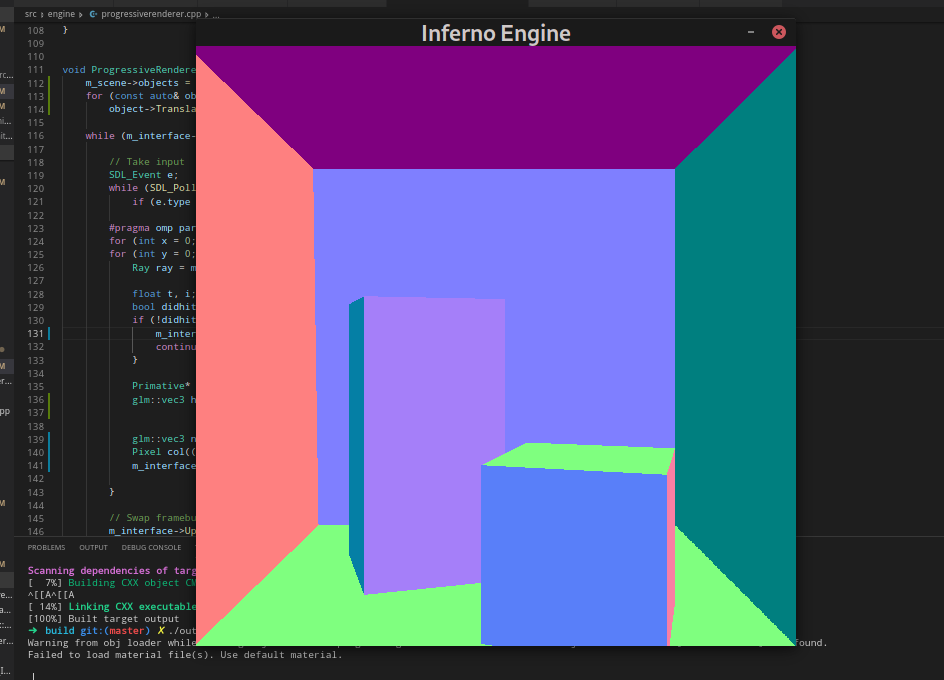 src › engine › progressiverenderer.cpp › ...
Inferno Engine
108 }
109
110
111 void ProgressiveRendere
112 m_scene->objects =
113 for (const auto& ob
114 object->Transla
115
116 while (m_interface-
117
118 // Take input
119 SDL_Event e;
120 while (SDL_Poll
121 if (e.type
122
123 #pragma omp par
124 for (int x = 0;
125 for (int y = 0;
126 Ray ray = m
127
128 float t, i;
129 bool didhit
130 if (!didhit
131 m_inter
132 continu
133 }
134
135 Primative*
136 glm::vec3 h
137
138
139 glm::vec3 n
140 Pixel col((
141 m_interface
142
143 }
144
145 // Swap framebu
146 m_interface->Up
PROBLEMS OUTPUT DEBUG CONSOLE
Scanning dependencies of targ
[ 7%] Building CXX object CM
^[[A^[[A
[ 14%] Linking CXX executable
[100%] Built target output
➜ build git:(master) ✗ ./out
Warning from obj loader while found.
Failed to load material file(s). Use default material.